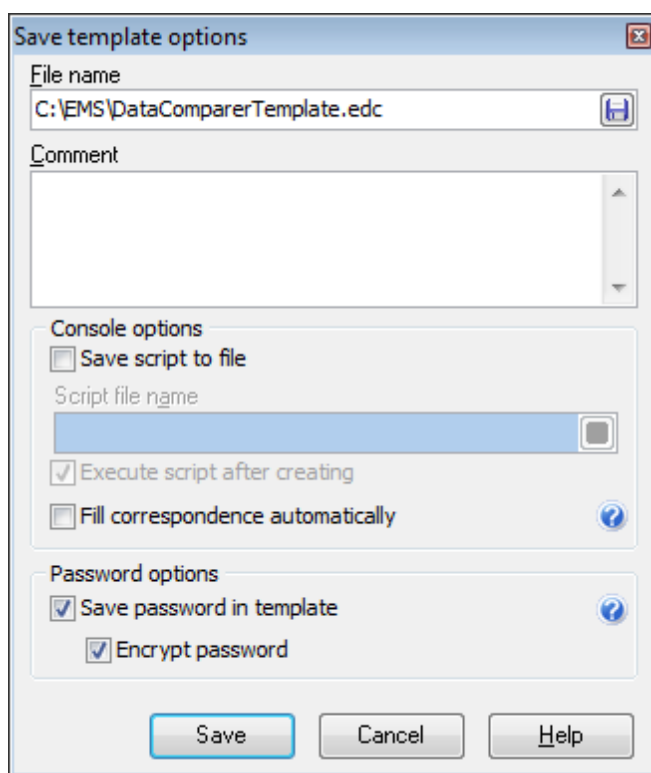 Save template options
File name
C:\EMS\DataComparerTemplate.edc
Comment
Console options
Save script to file
Script file name
Execute script after creating
Fill correspondence automatically
Password options
Save password in template
Encrypt password
Save Cancel Help